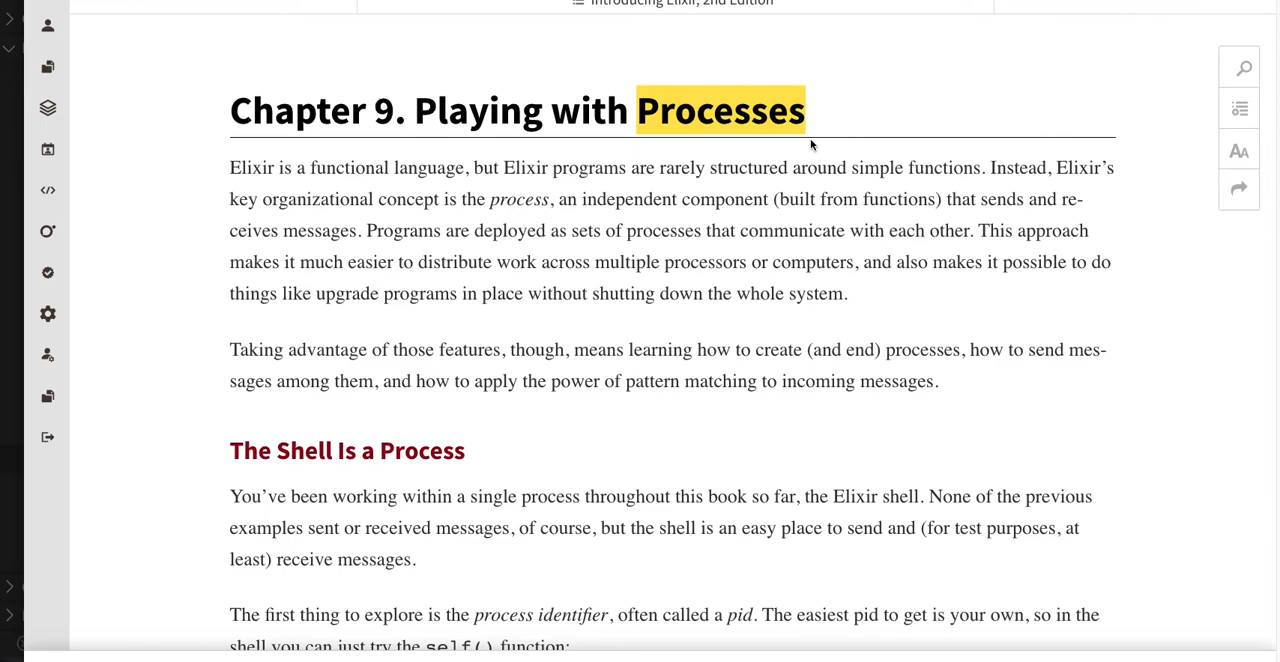 Introducing Elixir, 2nd Edition
Chapter 9. Playing with Processes
Elixir is a functional language, but Elixir programs are rarely structured around simple functions. Instead, Elixir’s
key organizational concept is the process, an independent component (built from functions) that sends and re-
ceives messages. Programs are deployed as sets of processes that communicate with each other. This approach
makes it much easier to distribute work across multiple processors or computers, and also makes it possible to do
things like upgrade programs in place without shutting down the whole system.
Taking advantage of those features, though, means learning how to create (and end) processes, how to send mes-
sages among them, and how to apply the power of pattern matching to incoming messages.
The Shell Is a Process
You’ve been working within a single process throughout this book so far, the Elixir shell. None of the previous
examples sent or received messages, of course, but the shell is an easy place to send and (for test purposes, at
least) receive messages.
The first thing to explore is the process identifier, often called a pid. The easiest pid to get is your own, so in the
shell you can just try the self() function: